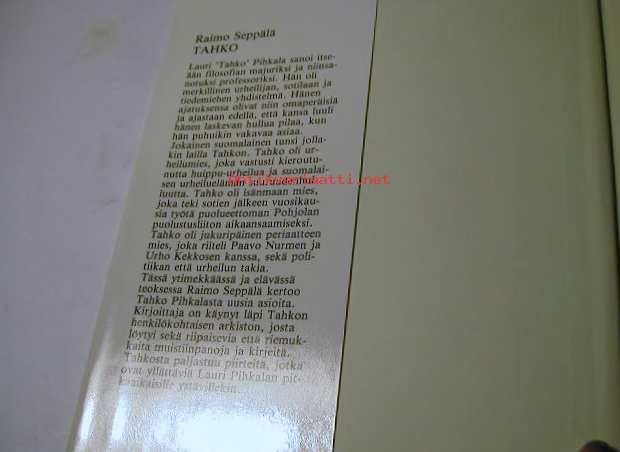 Raimo Seppälä
TAHKO
Lauri 'Tahko' Pihkala sanoi itse-
ään filosofian majuriksi ja niinsa-
notuksi professoriksi. Hän oli
merkillinen urheilijan, sotilaan ja
tiedemiehen yhdistelmä. Hänen
ajatuksensa olivat niin omaperäisiä
ja ajastaan edellä, että kansa luuli
hänen laskevan hullua pilaa, kun
hän puhuikin vakavaa asiaa.
Jokainen suomalainen tunsi jolla-
kin lailla Tahkon. Tahko oli ur-
heilumies, joka vastusti kieroutu-
nutta huippu-urheilua ja suomalai-
sen urheiluelämän
luutta. Tahko oli isänmaan mies,
joka teki sotien jälkeen vuosikau-
sia työtä puolueettoman Pohjolan
puolustusliiton aikaansaamiseksi.
Tahko oli jukuripäinen periaatteen
mies, joka riiteli Paavo Nurmen ja
Urho Kekkosen kanssa, sekä poli-
tiikan että urheilun takia.
Tässä ytimekkäässä ja elävässä
teoksessa Raimo Seppälä kertoo
Tahko Pihkalasta uusia asioita.
Kirjoittaja on käynyt läpi Tahkon
henkilökohtaisen arkiston, josta
löytyi sekä riipaisevia että riemuk-
kaita muistiinpanoja ja kirjeitä.
Tahkosta paljastuu piirteitä, jotka
ovat yllättäviä Lauri Pihkalan pit-
käaikaisille ystävillekin.